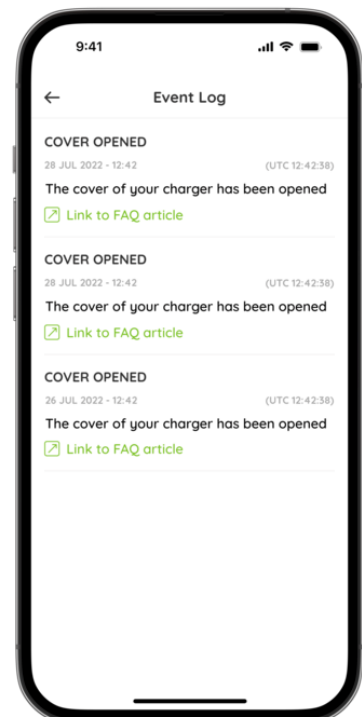 9:41
Event Log
COVER OPENED
28 JUL 2022 - 12:42 (UTC 12:42:38)
The cover of your charger has been opened
Link to FAQ article
COVER OPENED
28 JUL 2022 - 12:42 (UTC 12:42:38)
The cover of your charger has been opened
Link to FAQ article
COVER OPENED
26 JUL 2022 - 12:42 (UTC 12:42:38)
The cover of your charger has been opened
Link to FAQ article